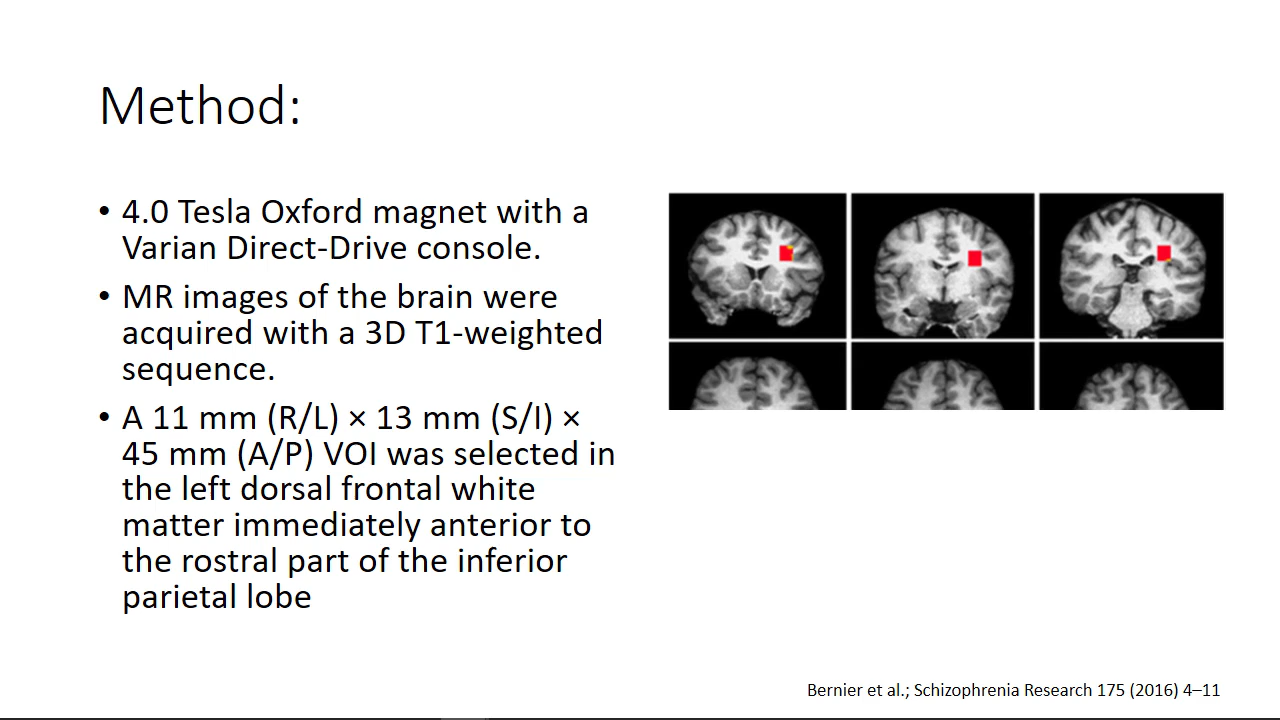 Method:
• 4.0 Tesla Oxford magnet with a
Varian Direct-Drive console.
• MR images of the brain were
acquired with a 3D T1-weighted
sequence.
• A 11 mm (R/L) × 13 mm (S/I) ×
45 mm (A/P) VOI was selected in
the left dorsal frontal white
matter immediately anterior to
the rostral part of the inferior
parietal lobe
Bernier et al.; Schizophrenia Research 175 (2016) 4–11